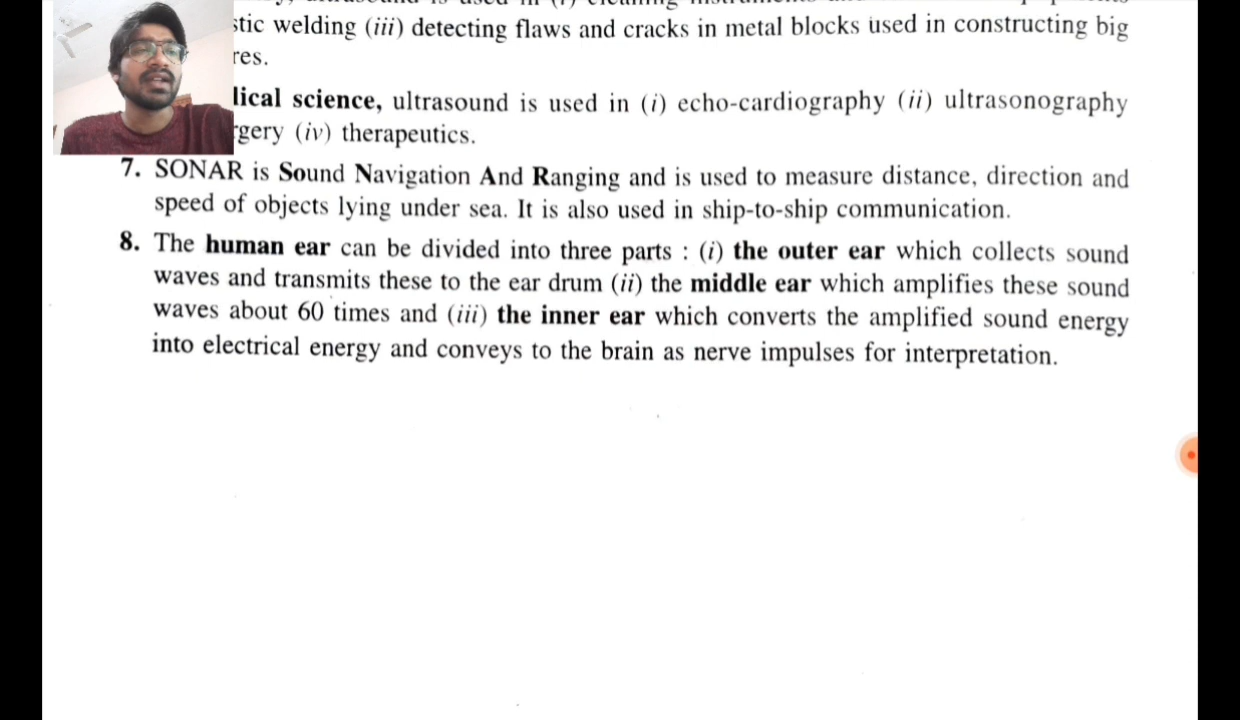 stic welding (iii) detecting flaws and cracks in metal blocks used in constructing big
res.
lical science, ultrasound is used in (i) echo-cardiography (ii) ultrasonography
rgery (iv) therapeutics.
7. SONAR is Sound Navigation And Ranging and is used to measure distance, direction and
speed of objects lying under sea. It is also used in ship-to-ship communication.
8. The human ear can be divided into three parts : (i) the outer ear which collects sound
waves and transmits these to the ear drum (ii) the middle ear which amplifies these sound
waves about 60 times and (iii) the inner ear which converts the amplified sound energy
into electrical energy and conveys to the brain as nerve impulses for interpretation.